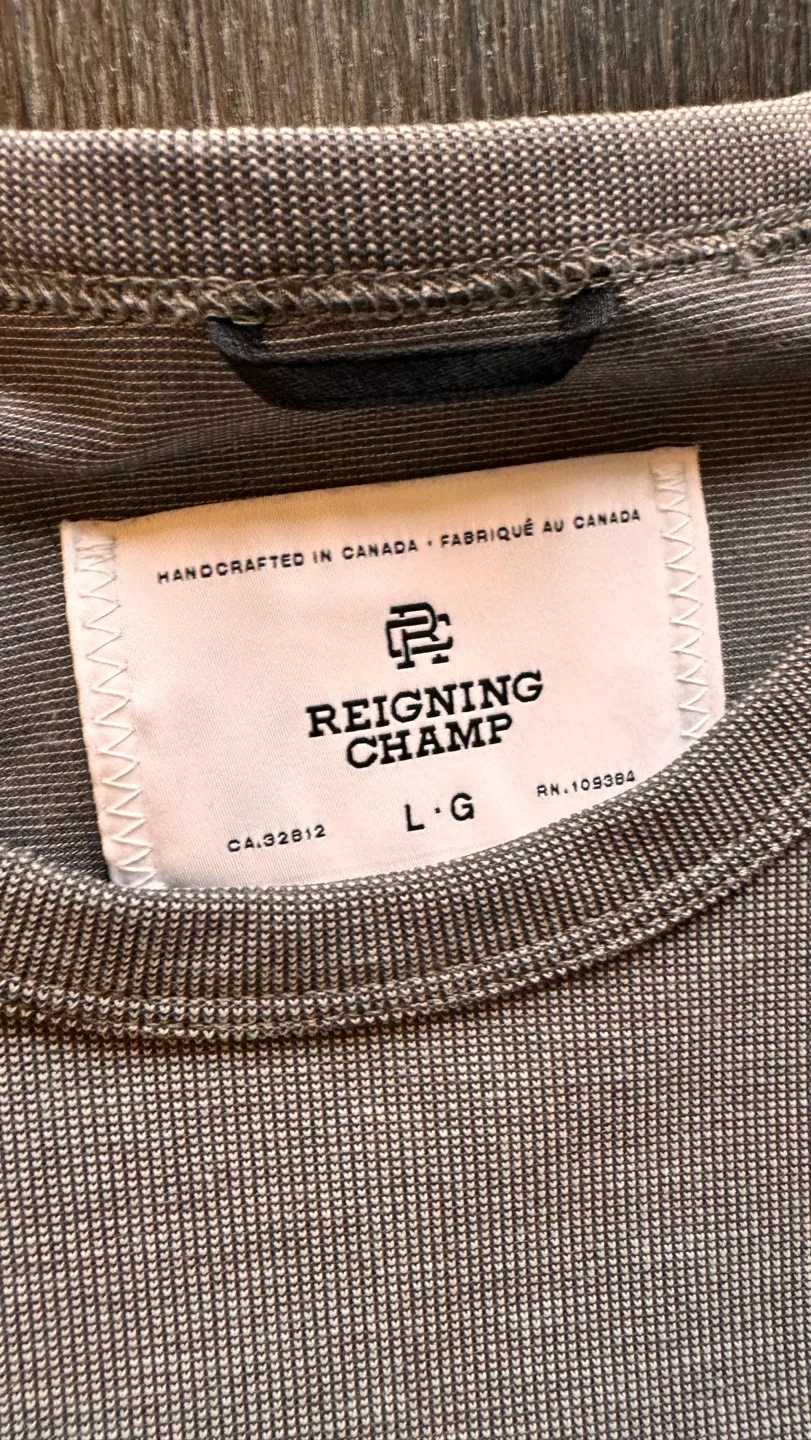 HANDCRAFTED IN CANADA · FABRIQUÉ AU CANADA
RC
REIGNING
CHAMP
L·G
CA.32812 RN.109384